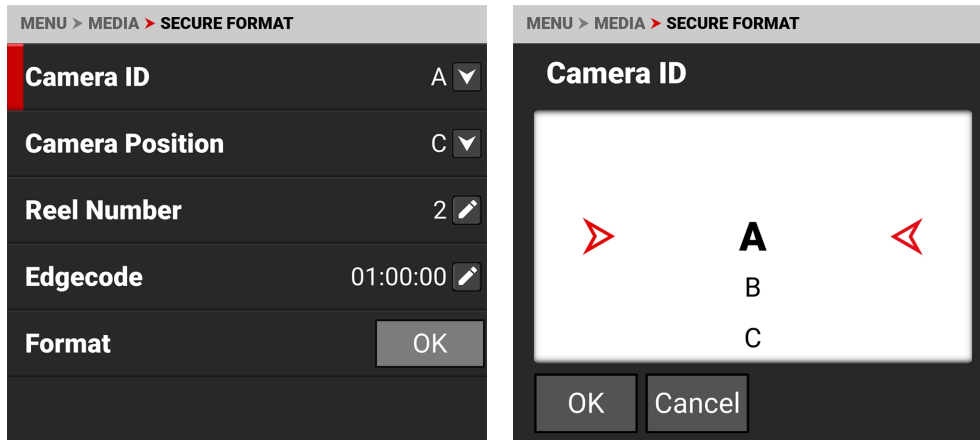 MENU > MEDIA > SECURE FORMAT
Camera ID A
Camera Position C
Reel Number 2
Edgecode 01:00:00
Format OK
MENU > MEDIA > SECURE FORMAT
Camera ID
A
B
C
OK Cancel